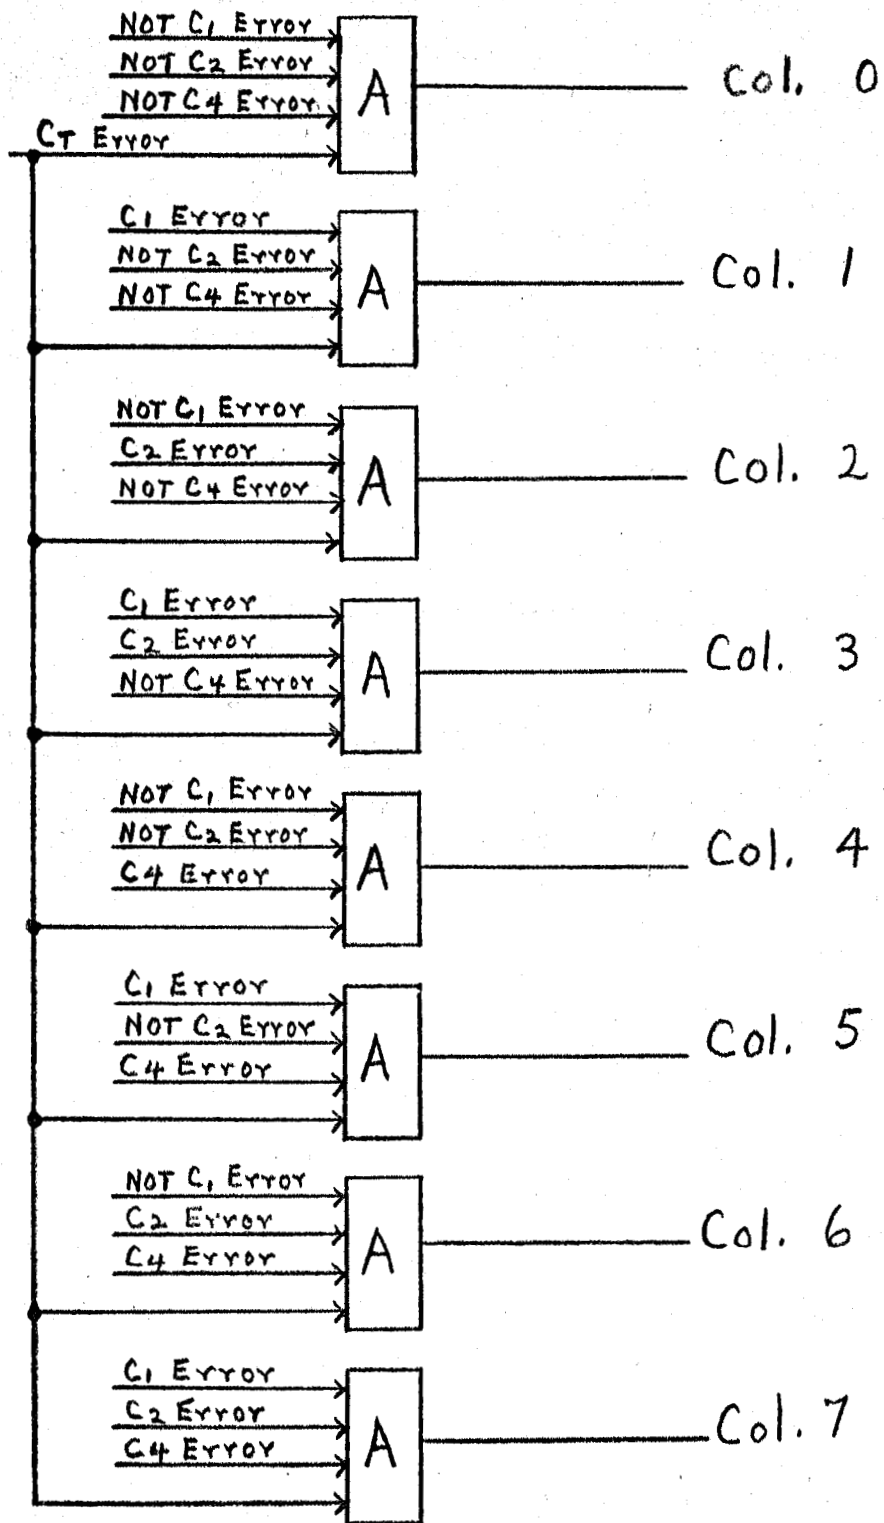 NOT C1 Error
NOT C2 Error
NOT C4 Error
CT Error
A
Col. 0
C1 Error
NOT C2 Error
NOT C4 Error
A
Col. 1
NOT C1 Error
C2 Error
NOT C4 Error
A
Col. 2
C1 Error
C2 Error
NOT C4 Error
A
Col. 3
NOT C1 Error
NOT C2 Error
C4 Error
A
Col. 4
C1 Error
NOT C2 Error
C4 Error
A
Col. 5
NOT C1 Error
C2 Error
C4 Error
A
Col. 6
C1 Error
C2 Error
C4 Error
A
Col. 7